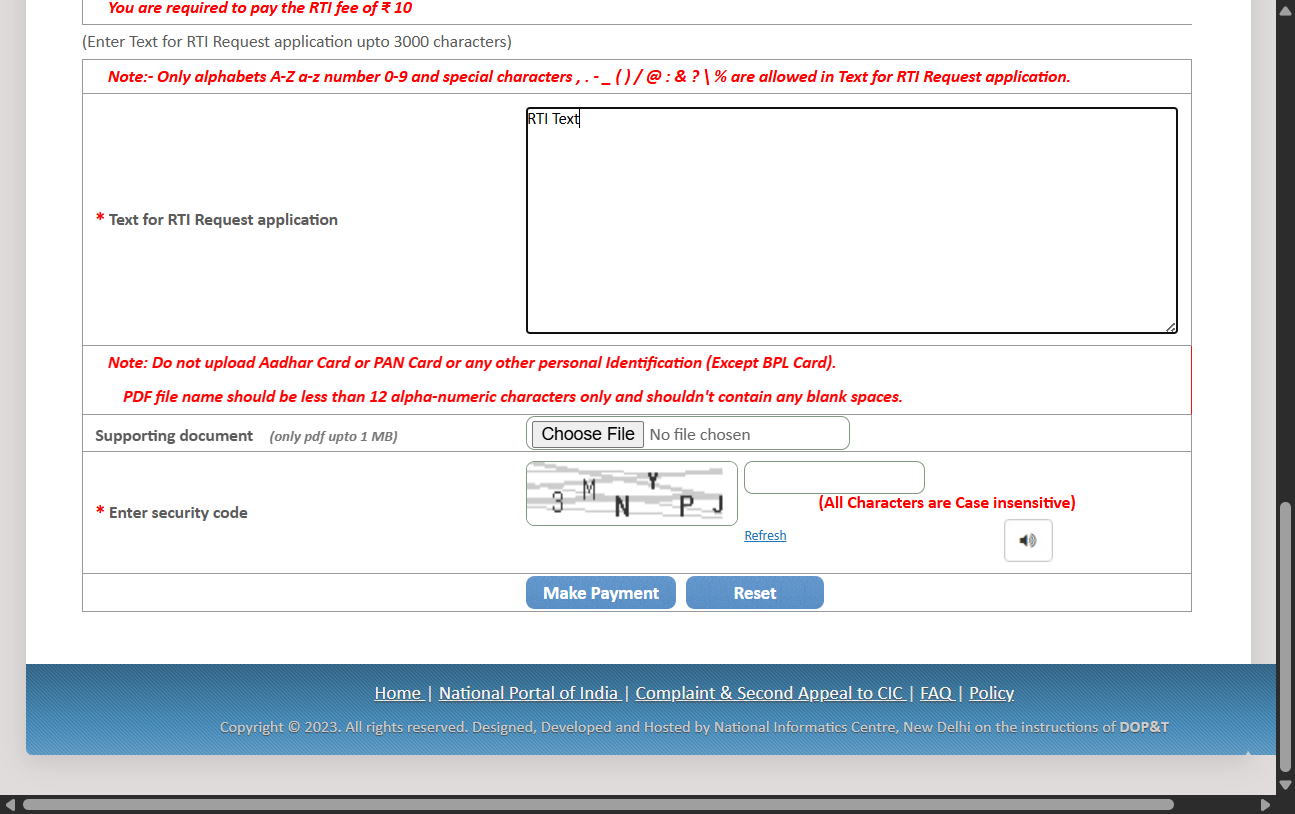 You are required to pay the RTI fee of ₹ 10
(Enter Text for RTI Request application upto 3000 characters)
Note:- Only alphabets A-Z a-z number 0-9 and special characters , . - _ ( ) / @ : & ? \ % are allowed in Text for RTI Request application.
RTI Text
* Text for RTI Request application
Note: Do not upload Aadhar Card or PAN Card or any other personal Identification (Except BPL Card).
PDF file name should be less than 12 alpha-numeric characters only and shouldn't contain any blank spaces.
Supporting document (only pdf upto 1 MB) Choose File No file chosen
3MNYPJ
(All Characters are Case insensitive)
* Enter security code
Refresh
Make Payment Reset
Home | National Portal of India | Complaint & Second Appeal to CIC | FAQ | Policy
Copyright © 2023. All rights reserved. Designed, Developed and Hosted by National Informatics Centre, New Delhi on the instructions of DOP&T